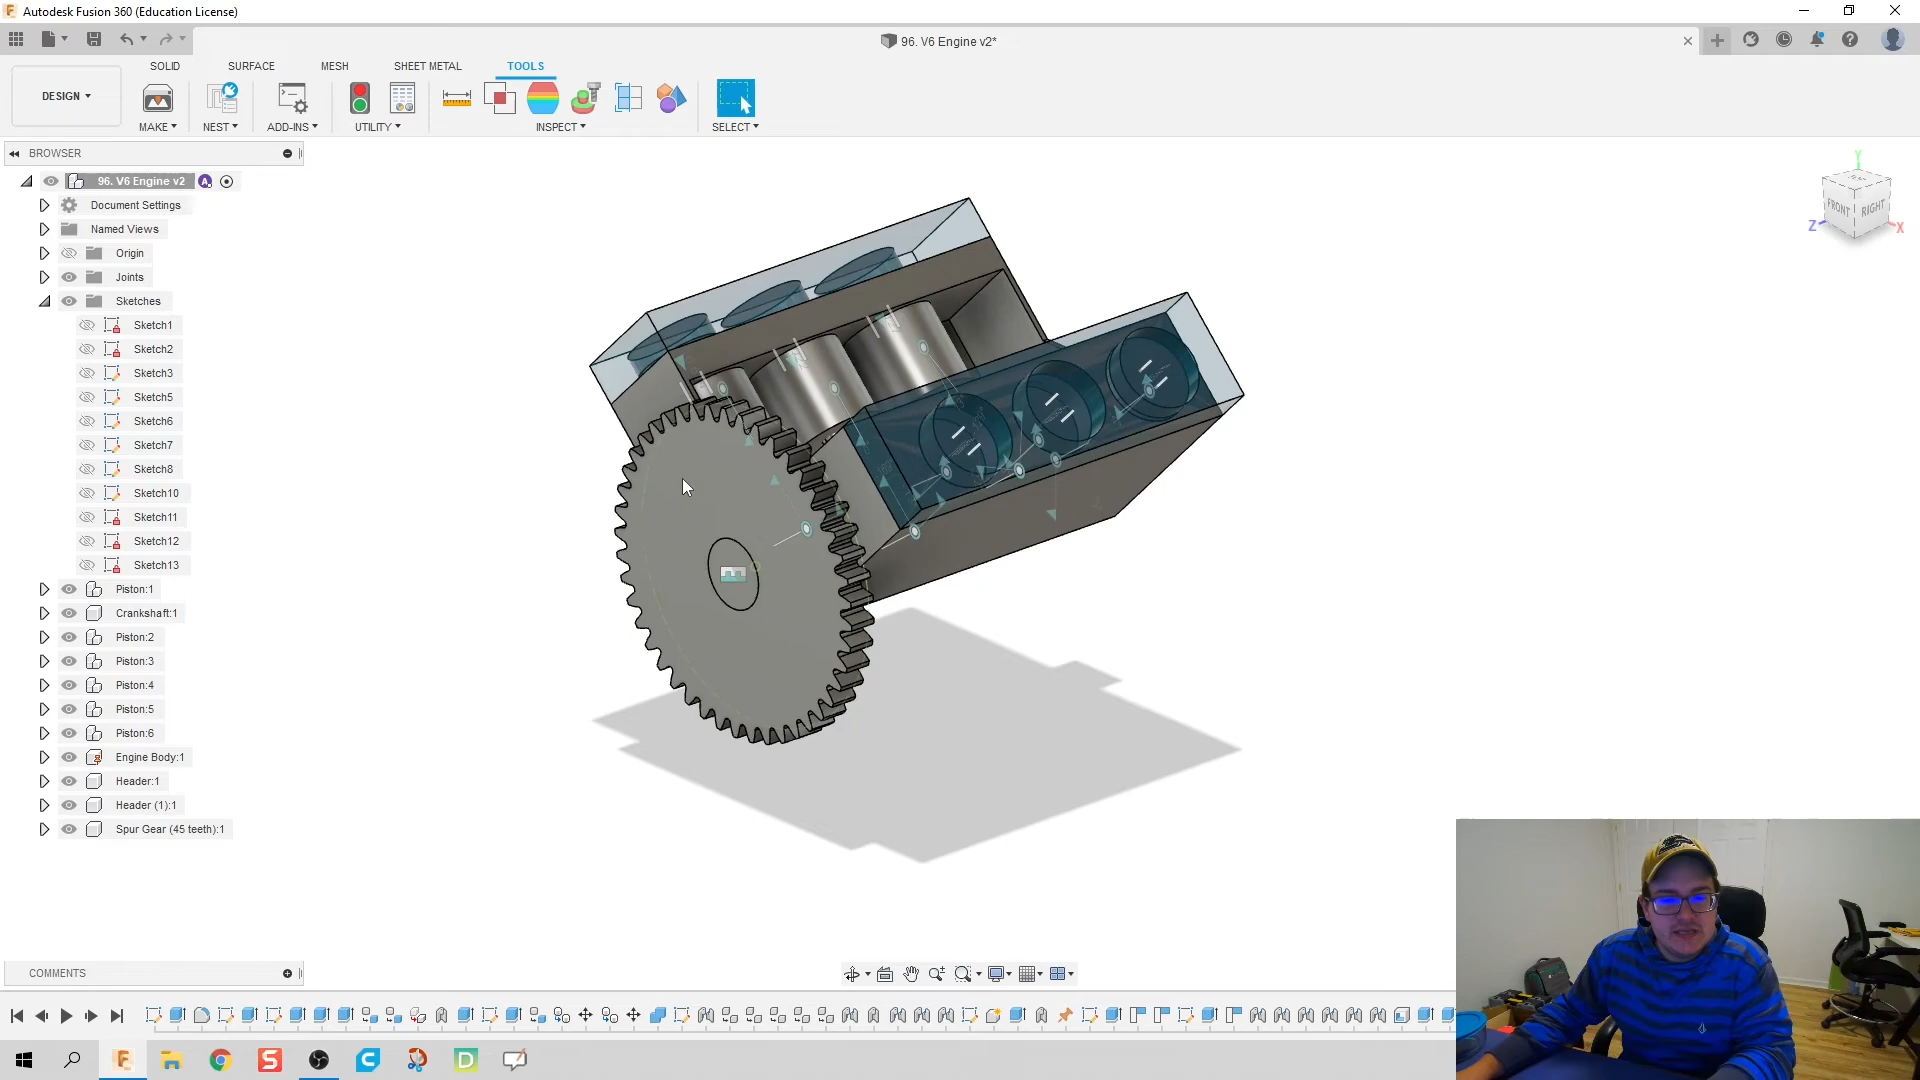 Autodesk Fusion 360 (Education License)
96. V6 Engine v2*
SOLID SURFACE MESH SHEET METAL TOOLS
DESIGN
MAKE NEST ADD-INS UTILITY INSPECT SELECT
BROWSER
96. V6 Engine v2
Document Settings
Named Views
Origin
Joints
Sketches
Sketch1
Sketch2
Sketch3
Sketch5
Sketch6
Sketch7
Sketch8
Sketch10
Sketch11
Sketch12
Sketch13
Piston:1
Crankshaft:1
Piston:2
Piston:3
Piston:4
Piston:5
Piston:6
Engine Body:1
Header:1
Header (1):1
Spur Gear (45 teeth):1
Y
FRONT RIGHT
Z X
COMMENTS